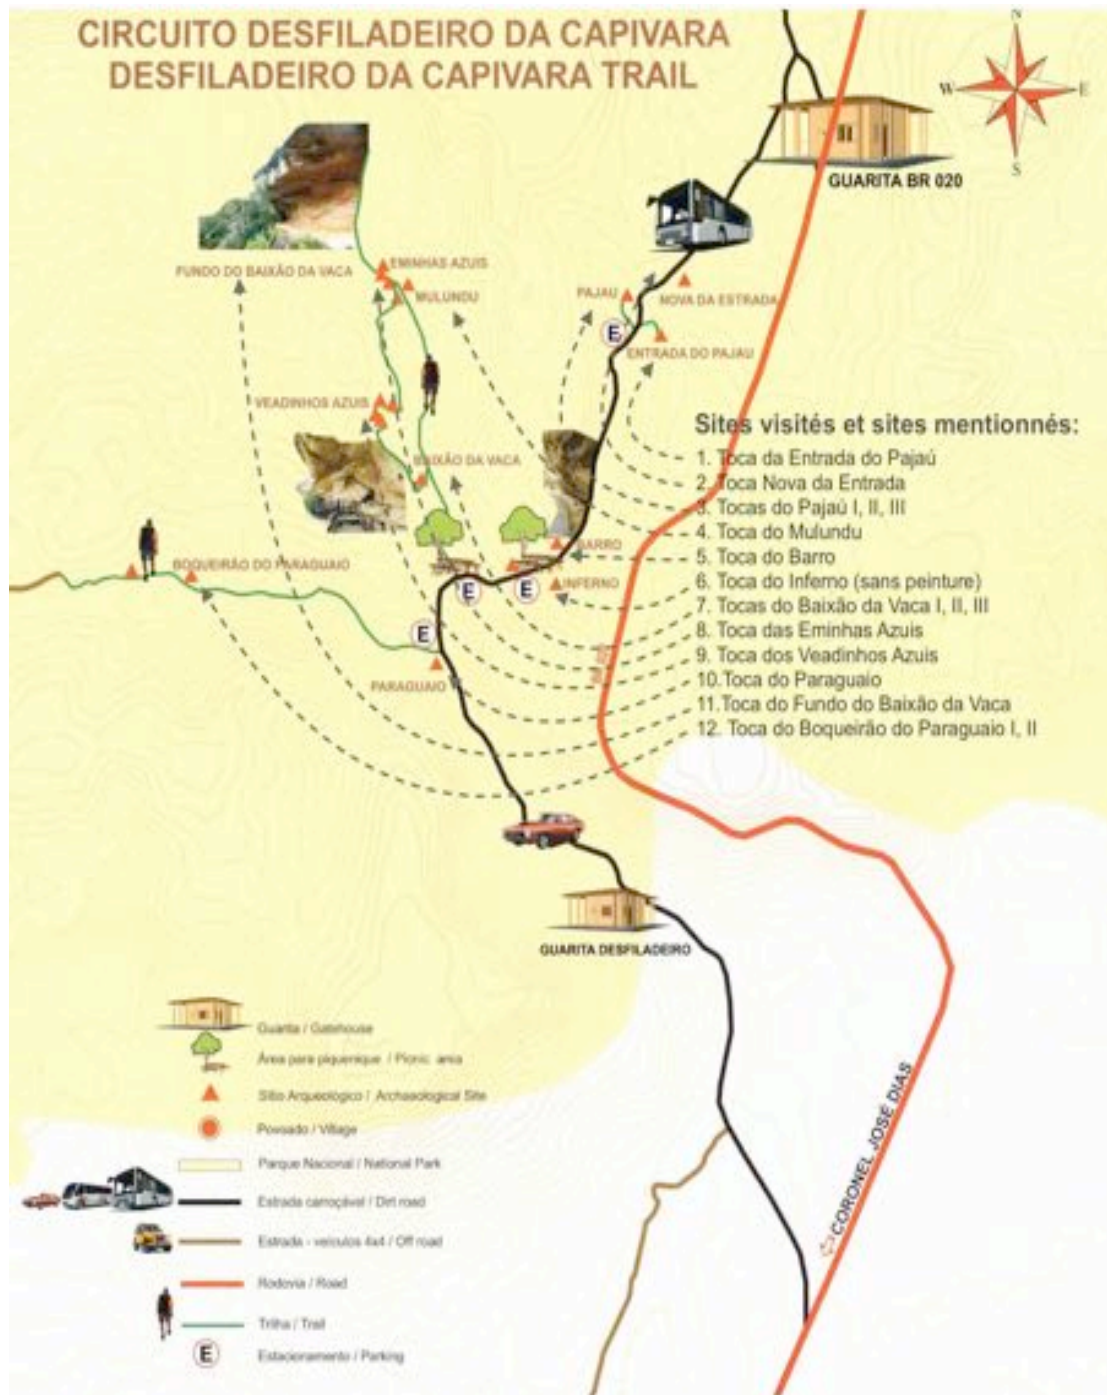 CIRCUITO DESFILADEIRO DA CAPIVARA
DESFILADEIRO DA CAPIVARA TRAIL
N
W
E
S
GUARITA BR 020
FUNDO DO BAIXÃO DA VACA
EMINHAS AZUIS
MULUNDU
PAJAU
NOVA DA ESTRADA
E
ENTRADA DO PAJAU
VEADINHOS AZUIS
BAIXÃO DA VACA
Sites visités et sites mentionnés:
1. Toca da Entrada do Pajaú
2. Toca Nova da Entrada
3. Tocas do Pajaú I, II, III
4. Toca do Mulundu
5. Toca do Barro
6. Toca do Inferno (sans peinture)
7. Tocas do Baixão da Vaca I, II, III
8. Toca das Eminhas Azuis
9. Toca dos Veadinhos Azuis
10.Toca do Paraguaio
11.Toca do Fundo do Baixão da Vaca
12. Toca do Boqueirão do Paraguaio I, II
BARRO
BOQUEIRÃO DO PARAGUAIO
INFERNO
E
E
E
PARAGUAIO
GUARITA DESFILADEIRO
Guarita / Gatehouse
Área para piquenique / Picnic area
Sítio Arqueológico / Archaeological Site
Povoado / Village
Parque Nacional / National Park
Estrada carroçável / Dirt road
Estrada - veículos 4x4 / Off road
Rodovia / Road
Trilha / Trail
E
Estacionamento / Parking
CORONEL JOSÉ DIAS